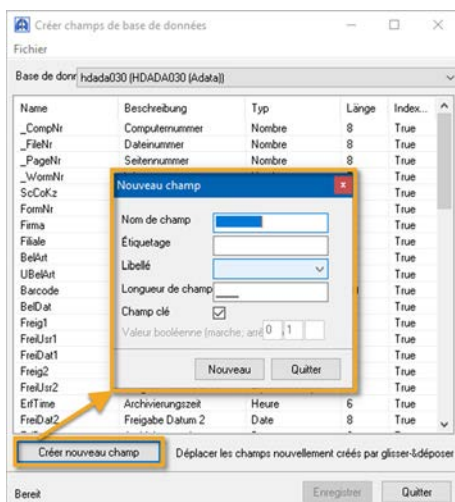 Créer champs de base de données
Fichier
Base de donr hdada030 (HDADA030 (Adata))
Name Beschreibung Typ Länge Index...
_CompNr Computernummer Nombre 8 True
_FileNr Dateinummer Nombre 8 True
_PageNr Seitennummer Nombre 8 True
_WormNr True
ScCoKz True
FormNr True
Firma True
Filiale True
BelArt True
UBelArt True
Barcode True
BelDat True
Freig1 True
FreiUsr1 True
FreiDat1 True
Freig2 True
FreiUsr2 True
ErfTime Archivierungszeit Heure 6 True
FreiDat2 Freigabe Datum 2 Date 8 True
Nouveau champ
Nom de champ
Étiquetage
Libellé
Longueur de champ
Champ clé
Valeur booléenne (marche; arrê 0 ,1
Nouveau Quitter
Créer nouveau champ Déplacer les champs nouvellement créés par glisser-&déposer
Bereit Enregistrer Quitter